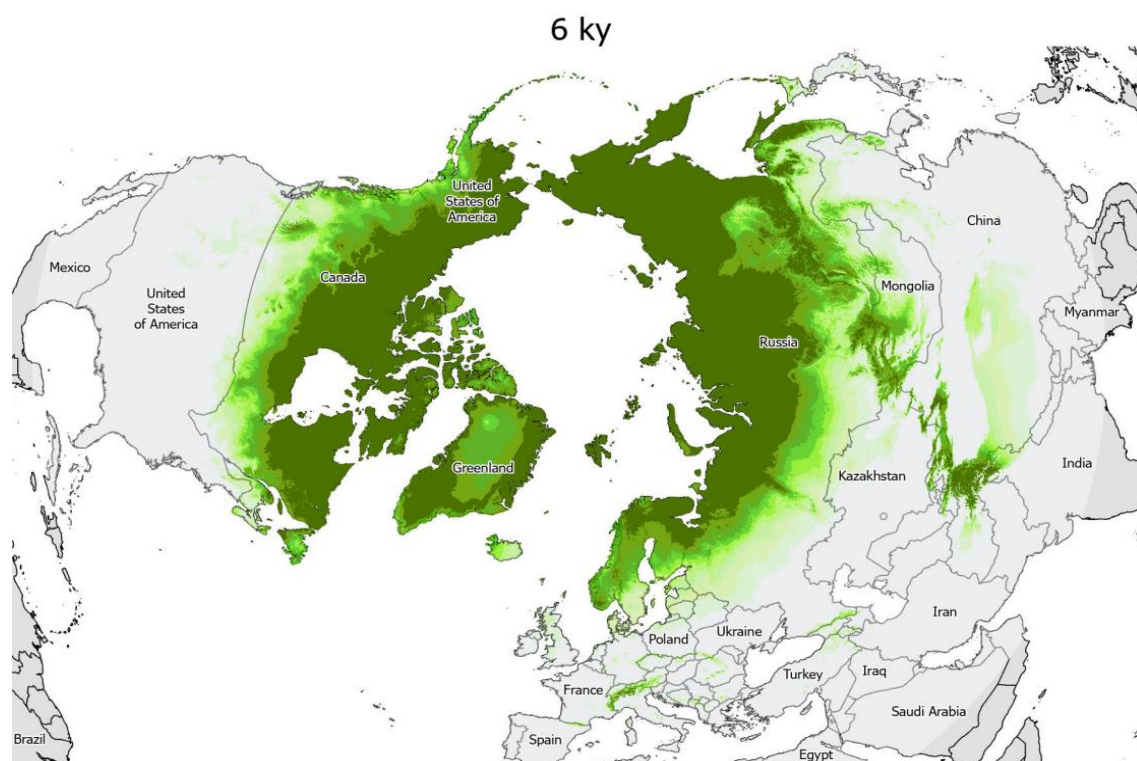 6 ky
United
States of
America
China
Mexico
Canada
Mongolia
United
States
of America
Myanmar
Russia
Greenland
India
Kazakhstan
Iran
Poland
Ukraine
Turkey
Iraq
France
Saudi Arabia
Brazil
Spain
Egypt